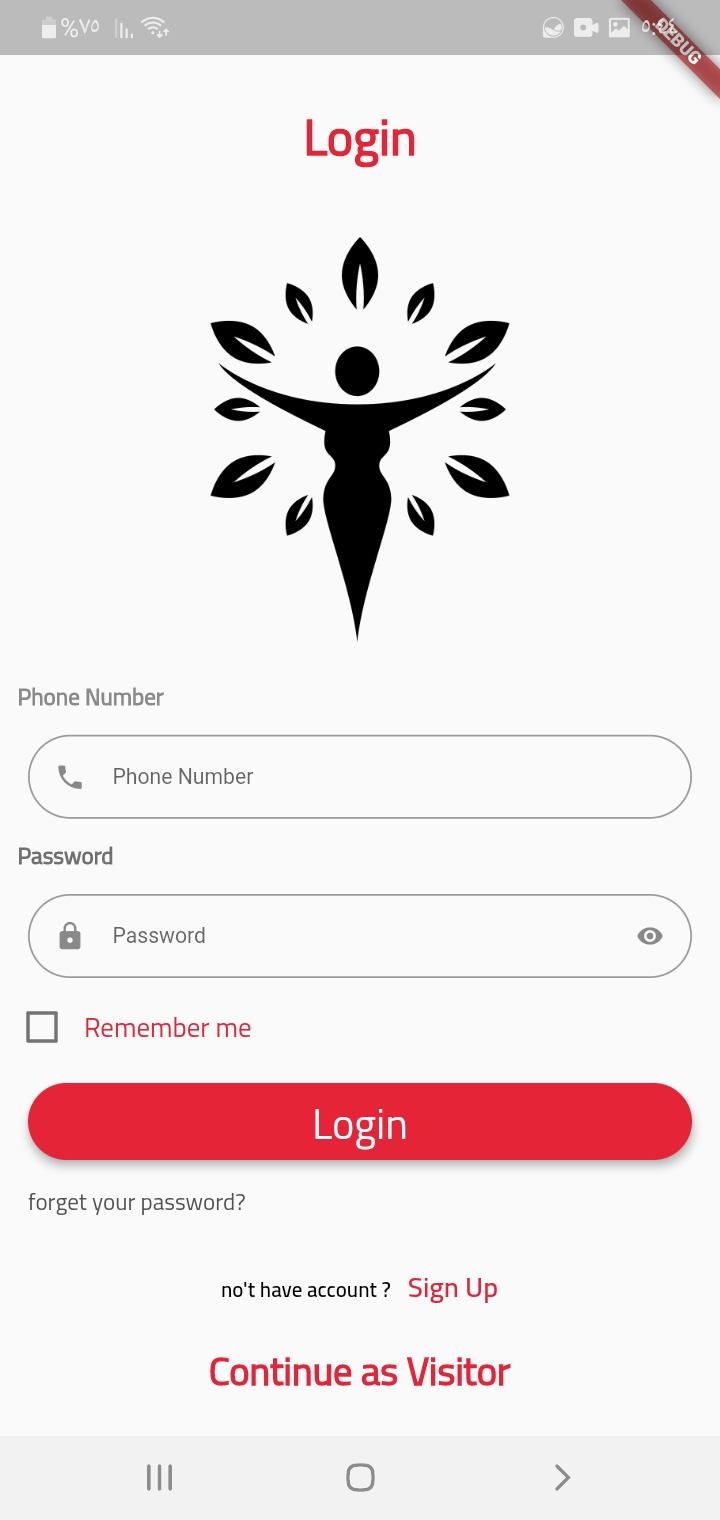 %٧٥
DEBUG
Login
Phone Number
Phone Number
Password
Password
Remember me
Login
forget your password?
no't have account ? Sign Up
Continue as Visitor